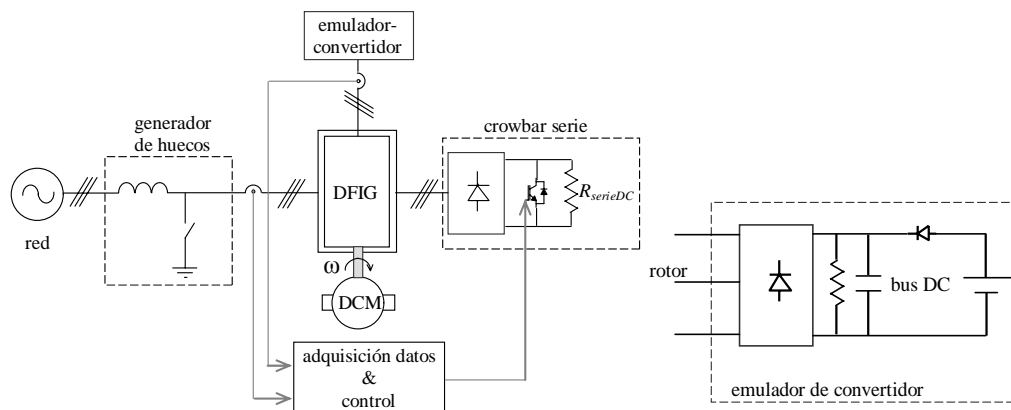 emulador-
convertidor
generador
de huecos
crowbar serie
DFIG
R_serieDC
red
ω
DCM
rotor
bus DC
adquisición datos
&
control
emulador de convertidor